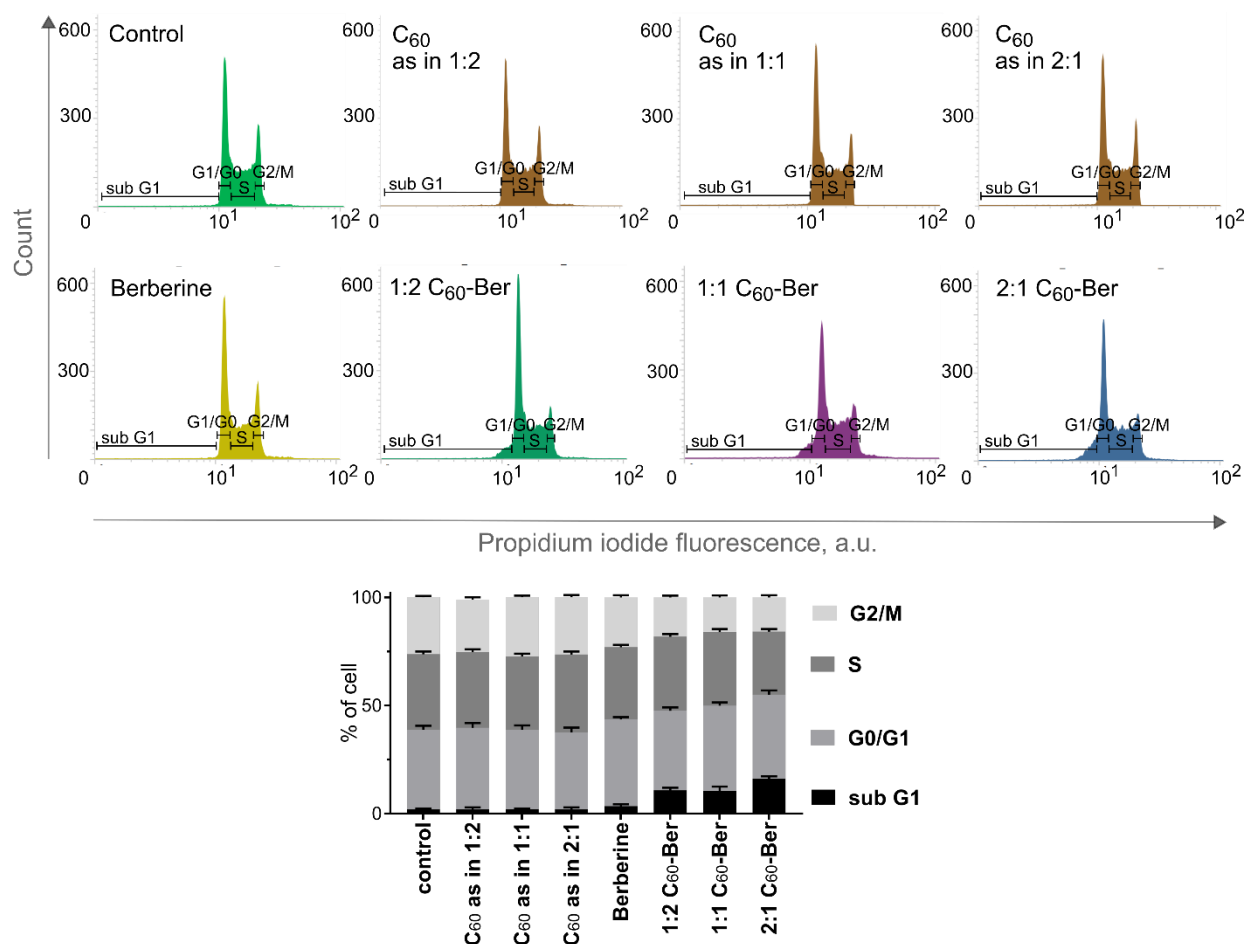 600
300
0
Control
G1/G0 G2/M
sub G1
S
10¹
10²
600
300
0
C₆₀
as in 1:2
G1/G0 G2/M
sub G1
S
10¹
10²
600
300
0
C₆₀
as in 1:1
G1/G0 G2/M
sub G1
S
10¹
10²
600
300
0
C₆₀
as in 2:1
G1/G0 G2/M
sub G1
S
10¹
10²
Count
600
300
0
Berberine
G1/G0 G2/M
sub G1
S
10¹
10²
600
300
0
1:2 C₆₀-Ber
G1/G0 G2/M
sub G1
S
10¹
10²
600
300
0
1:1 C₆₀-Ber
G1/G0 G2/M
sub G1
S
10¹
10²
600
300
0
2:1 C₆₀-Ber
G1/G0 G2/M
sub G1
S
10¹
10²
Propidium iodide fluorescence, a.u.
% of cell
100
50
0
G2/M
S
G0/G1
sub G1
control
C₆₀ as in 1:2
C₆₀ as in 1:1
C₆₀ as in 2:1
Berberine
1:2 C₆₀-Ber
1:1 C₆₀-Ber
2:1 C₆₀-Ber